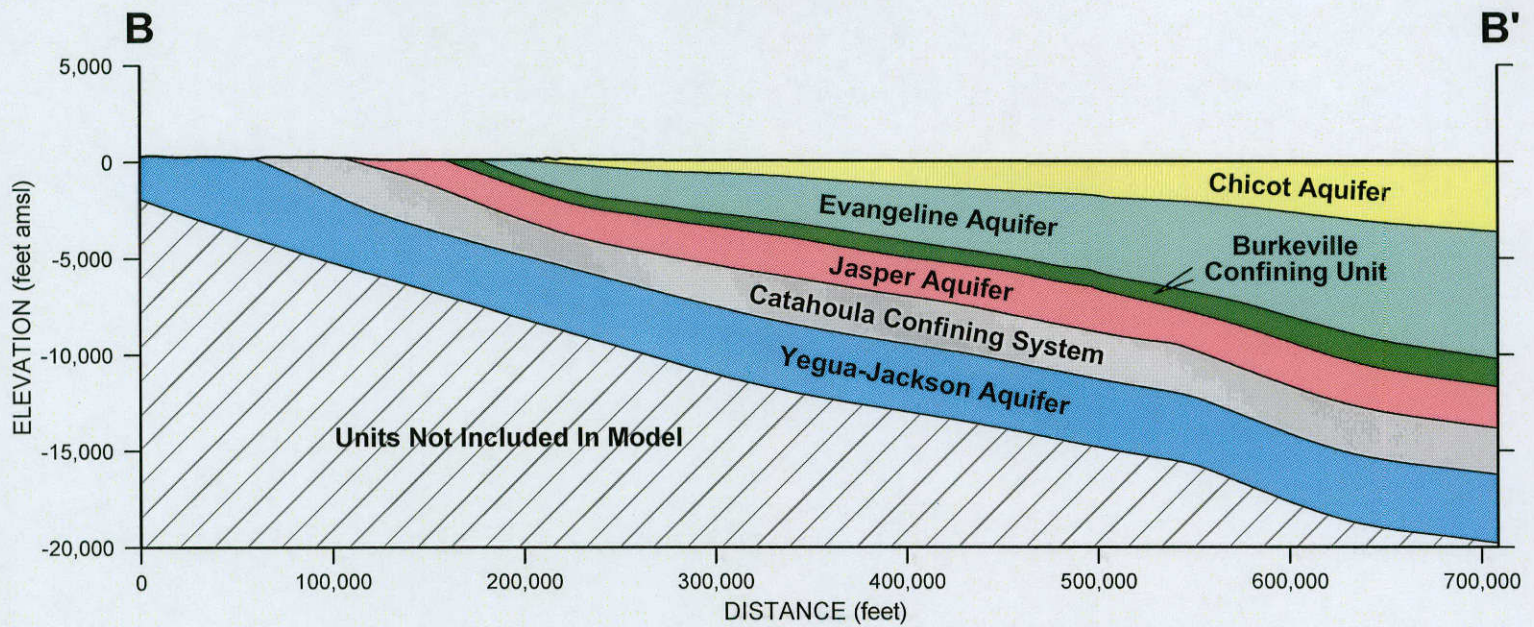 B
B'
5,000
0
-5,000
-10,000
-15,000
-20,000
ELEVATION (feet amsl)
Chicot Aquifer
Evangeline Aquifer
Burkeville
Confining Unit
Jasper Aquifer
Catahoula Confining System
Yegua-Jackson Aquifer
Units Not Included In Model
0
100,000
200,000
300,000
400,000
500,000
600,000
700,000
DISTANCE (feet)